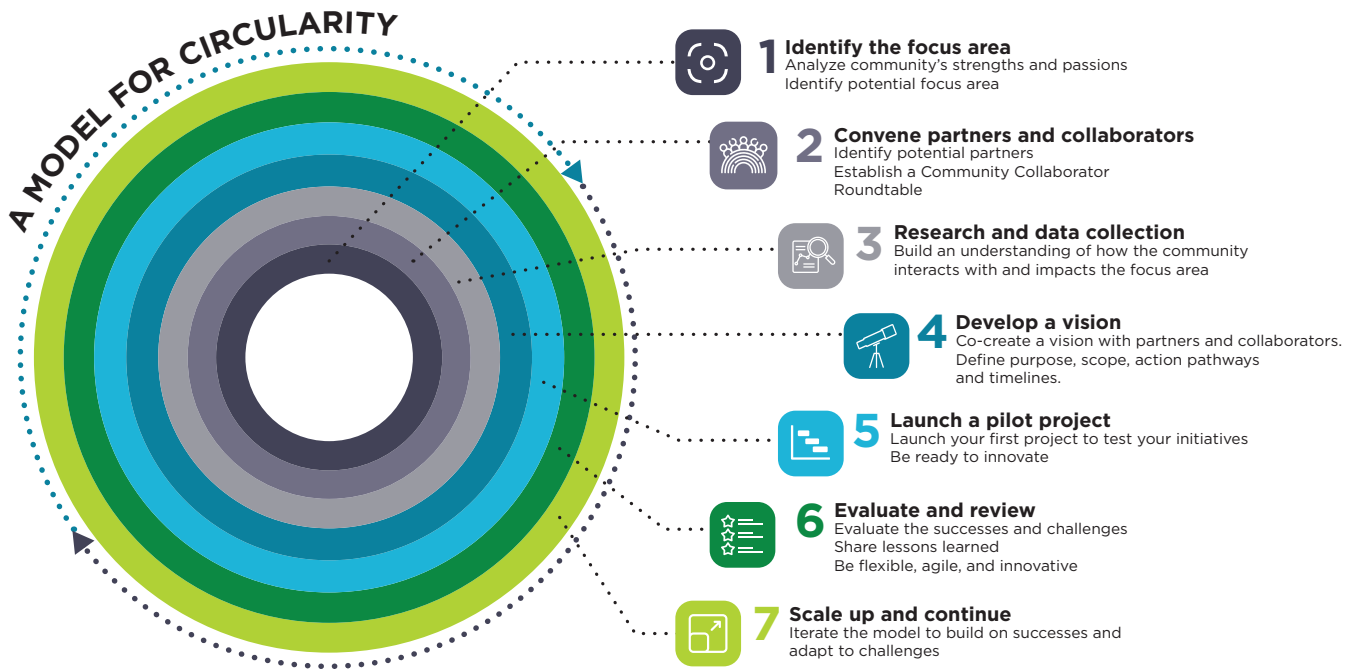 A MODEL FOR CIRCULARITY
1 Identify the focus area
Analyze community's strengths and passions
Identify potential focus area
2 Convene partners and collaborators
Identify potential partners
Establish a Community Collaborator
Roundtable
3 Research and data collection
Build an understanding of how the community
interacts with and impacts the focus area
4 Develop a vision
Co-create a vision with partners and collaborators.
Define purpose, scope, action pathways
and timelines.
5 Launch a pilot project
Launch your first project to test your initiatives
Be ready to innovate
6 Evaluate and review
Evaluate the successes and challenges
Share lessons learned
Be flexible, agile, and innovative
7 Scale up and continue
Iterate the model to build on successes and
adapt to challenges